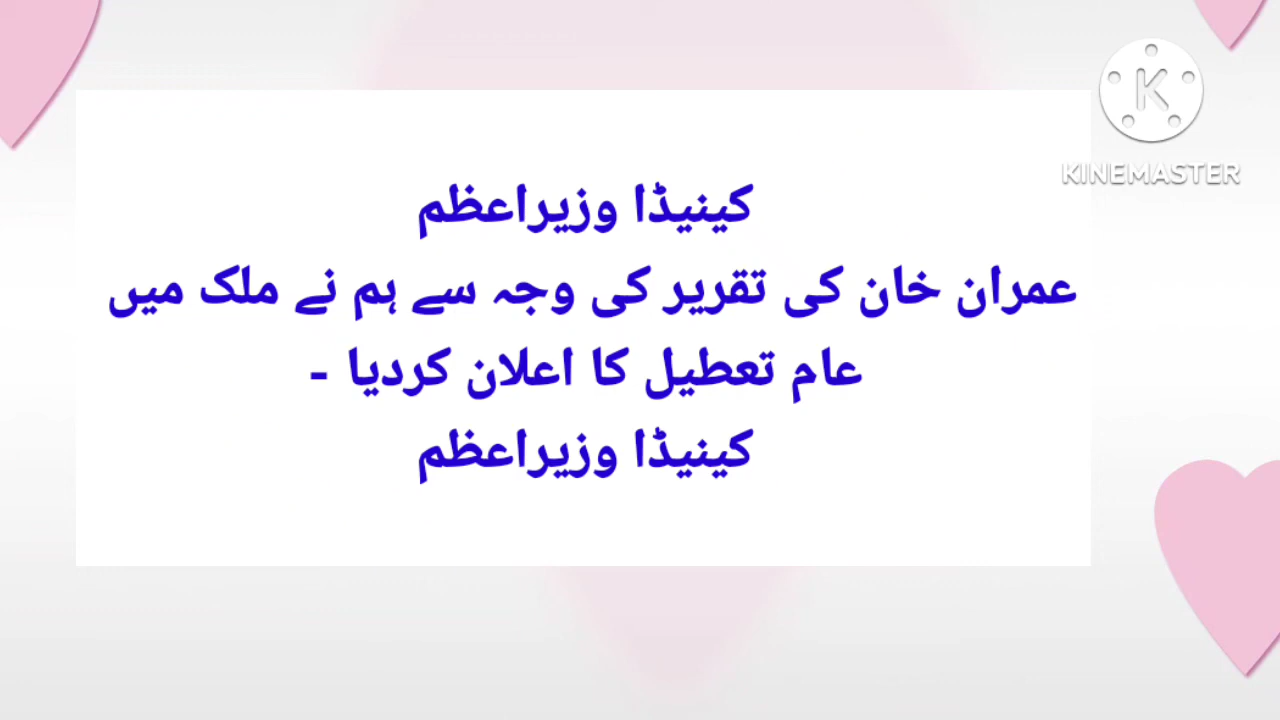 کینیڈا وزیراعظم
عمران خان کی تقریر کی وجہ سے ہم نے ملک میں
عام تعطیل کا اعلان کردیا ۔
کینیڈا وزیراعظم
K
KINEMASTER